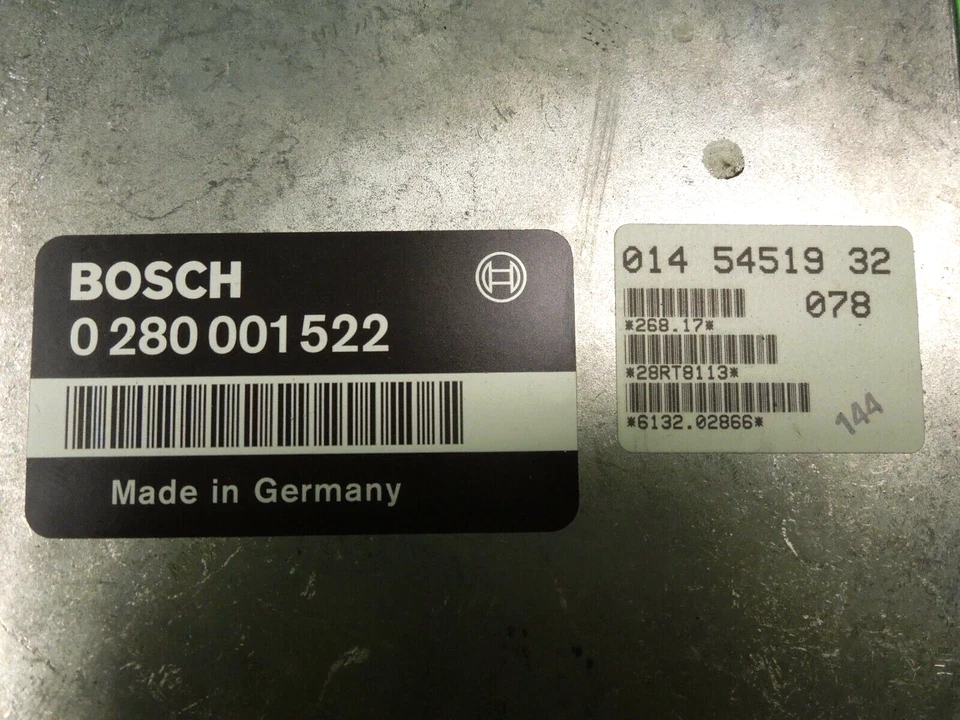 BOSCH
0 280 001 522
Made in Germany
014 54519 32
078
*268.17*
*28RT8113*
*6132.02866*
144